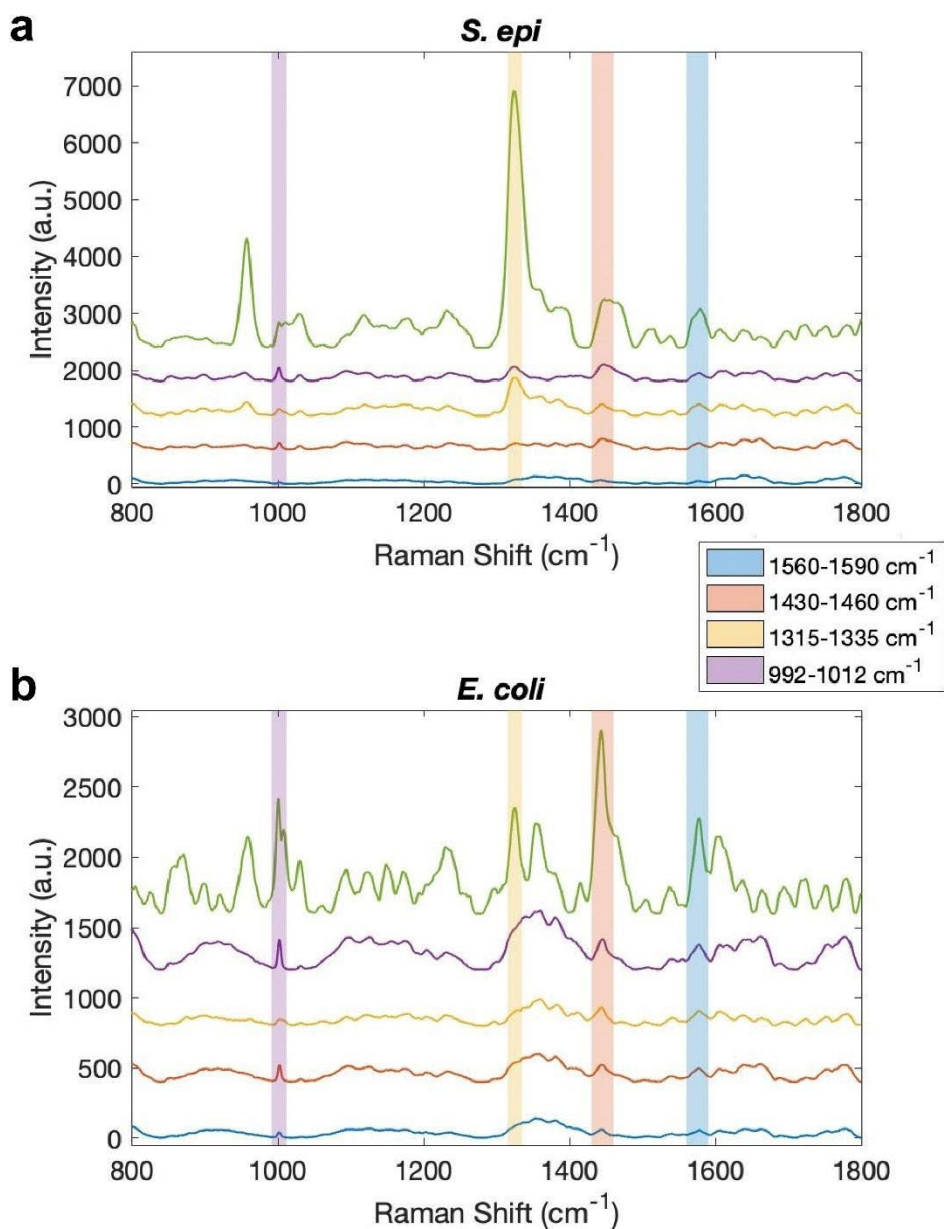 a
S. epi
7000
6000
5000
4000
3000
2000
1000
0
Intensity (a.u.)
800 1000 1200 1400 1600 1800
Raman Shift (cm⁻¹)
1560-1590 cm⁻¹
1430-1460 cm⁻¹
1315-1335 cm⁻¹
992-1012 cm⁻¹
b
E. coli
3000
2500
2000
1500
1000
500
0
Intensity (a.u.)
800 1000 1200 1400 1600 1800
Raman Shift (cm⁻¹)